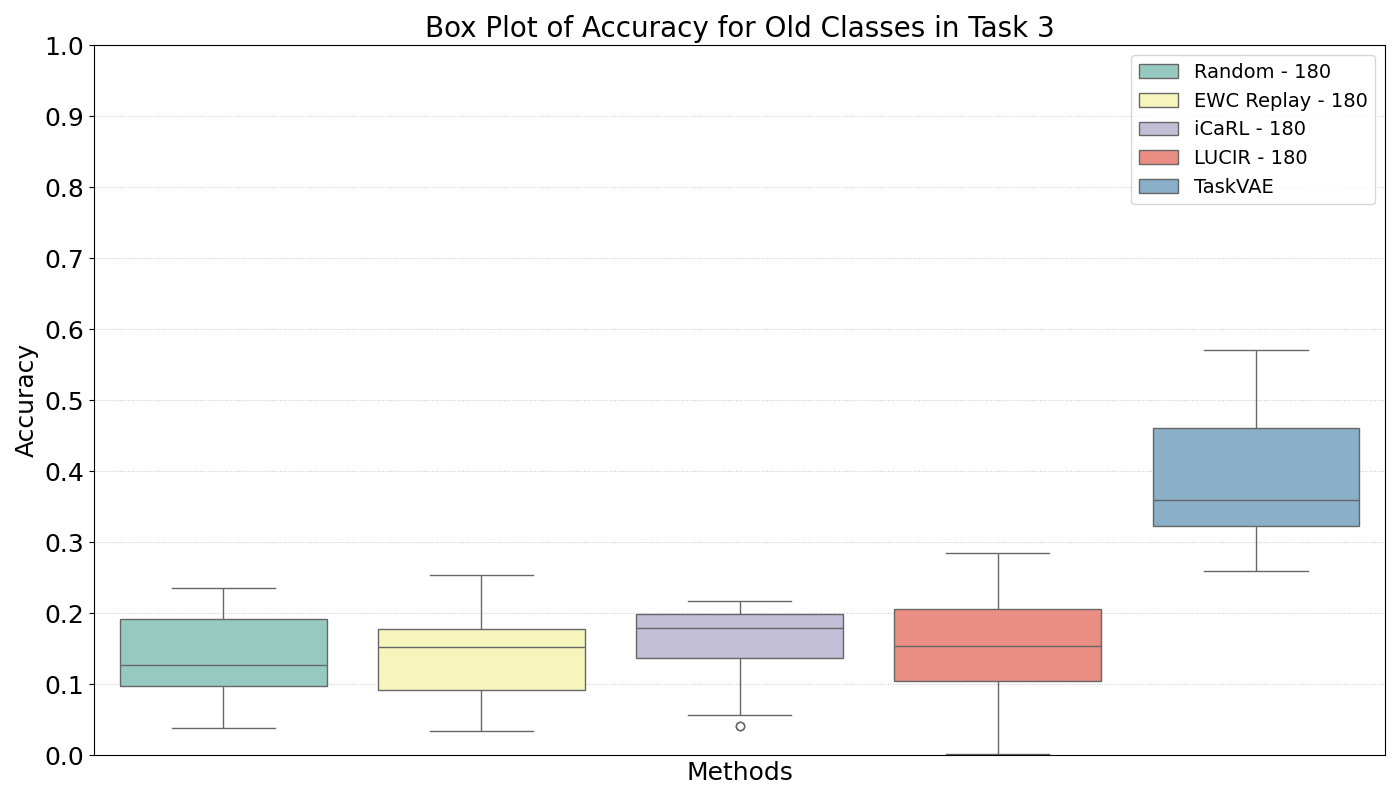 Box Plot of Accuracy for Old Classes in Task 3
1.0
0.9
0.8
0.7
0.6
0.5
0.4
0.3
0.2
0.1
0.0
Accuracy
Methods
Random - 180
EWC Replay - 180
iCaRL - 180
LUCIR - 180
TaskVAE